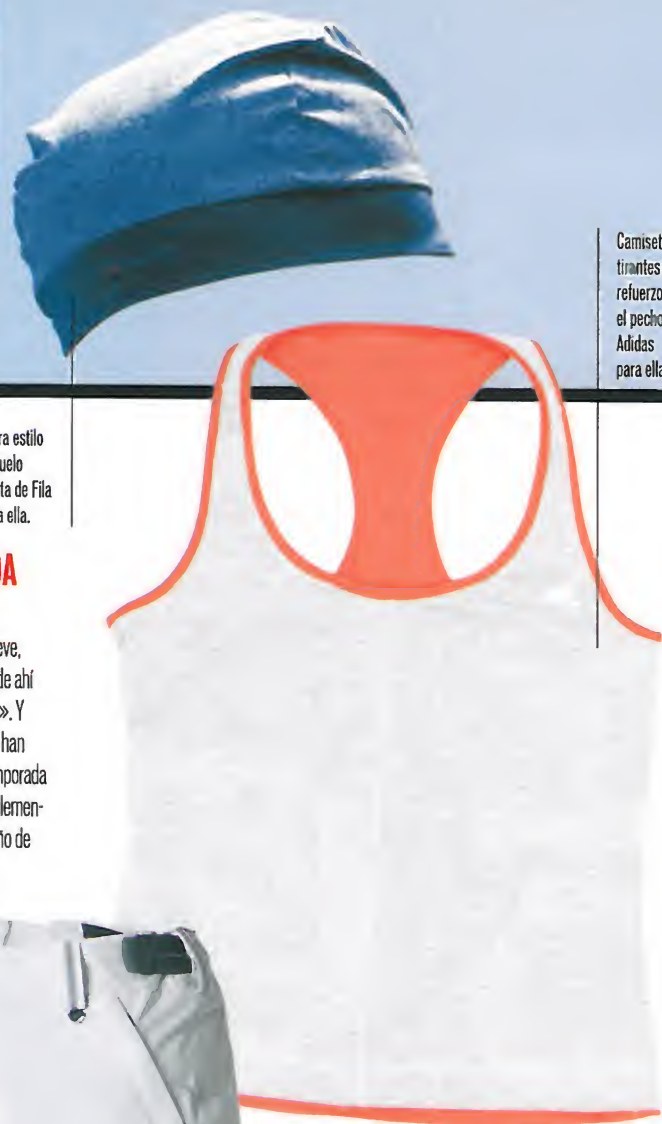 Camiset
tirantes
refuerzo
el pecho
Adidas
para ella
ra estilo
uelo
ta de Fila
a ella.
DA
eve,
de ahí
». Y
han
mporada
lemen-
ño de